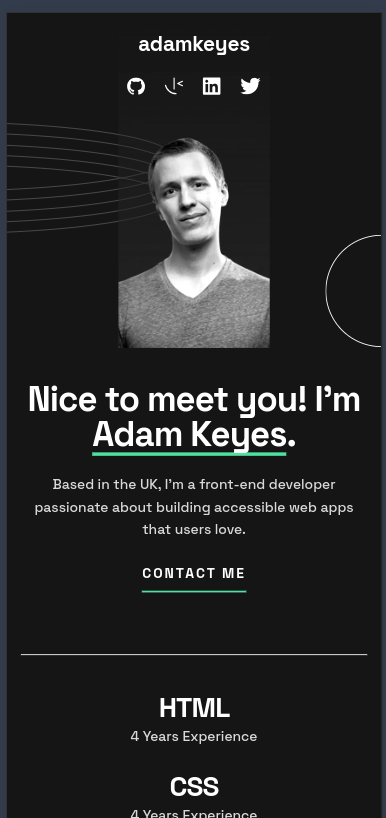 adamkeyes
Nice to meet you! I'm
Adam Keyes.
Based in the UK, I'm a front-end developer
passionate about building accessible web apps
that users love.
CONTACT ME
HTML
4 Years Experience
CSS
4 Years Experience